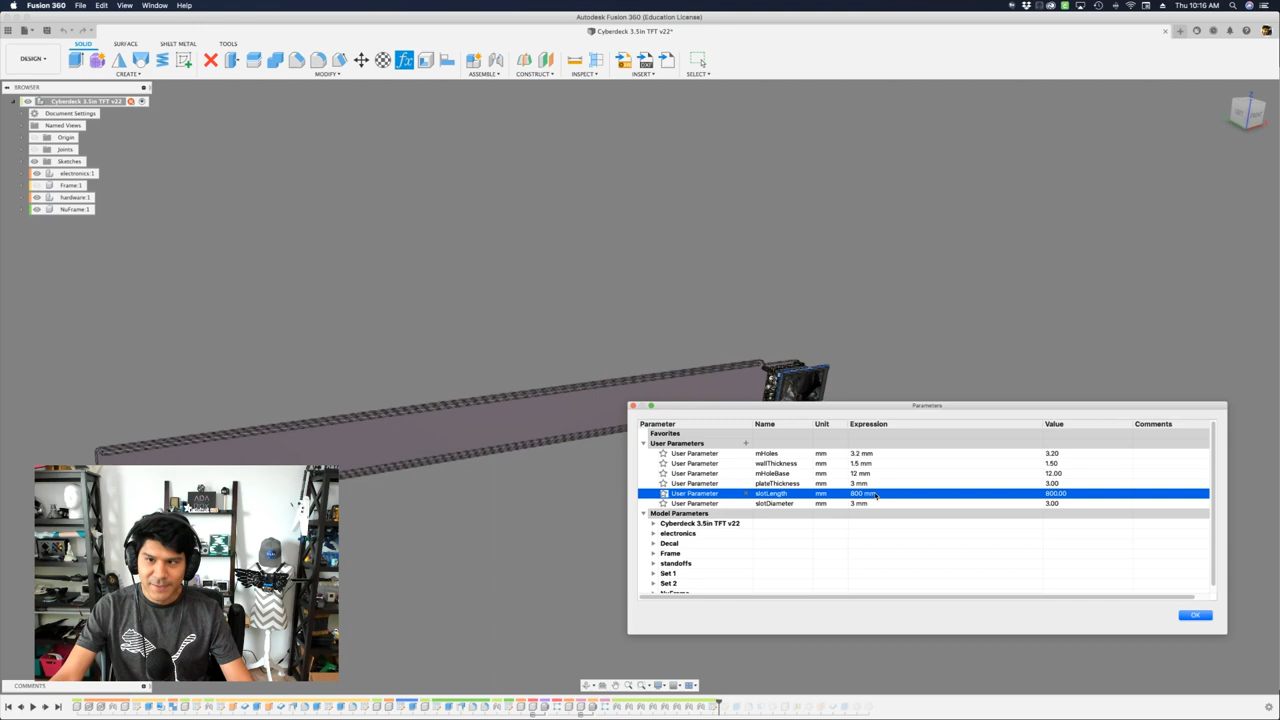 Fusion 360 File Edit View Window Help Thu 10:16 AM
Autodesk Fusion 360 (Education License)
Cyberdeck 3.5in TFT v22*
SOLID SURFACE SHEET METAL TOOLS
DESIGN
CREATE MODIFY ASSEMBLE CONSTRUCT INSPECT INSERT SELECT
BROWSER
Cyberdeck 3.5in TFT v22
Document Settings
Named Views
Origin
Joints
Sketches
electronics:1
Frame:1
hardware:1
NuFrame:1
Parameters
Parameter Name Unit Expression Value Comments
Favorites
User Parameters
User Parameter mHoles mm 3.2 mm 3.20
User Parameter wallThickness mm 1.5 mm 1.50
User Parameter mHoleBase mm 12 mm 12.00
User Parameter plateThickness mm 3 mm 3.00
User Parameter slotLength mm 800 mm 800.00
User Parameter slotDiameter mm 3 mm 3.00
Model Parameters
Cyberdeck 3.5in TFT v22
electronics
Decal
Frame
standoffs
Set 1
Set 2
NuFrame
OK
COMMENTS